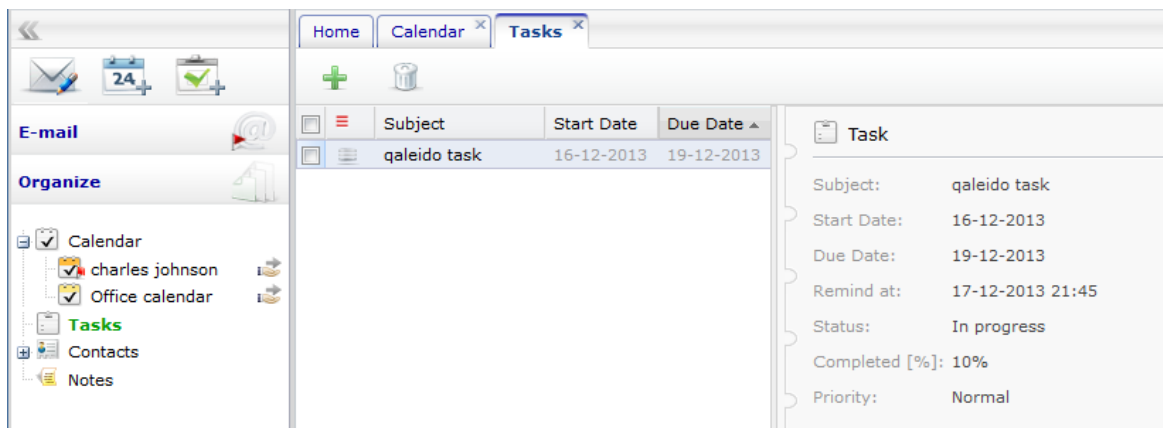 Home Calendar Tasks
24
E-mail
Organize
Calendar
charles johnson
Office calendar
Tasks
Contacts
Notes
Subject Start Date Due Date
qaleido task 16-12-2013 19-12-2013
Task
Subject: qaleido task
Start Date: 16-12-2013
Due Date: 19-12-2013
Remind at: 17-12-2013 21:45
Status: In progress
Completed [%]: 10%
Priority: Normal